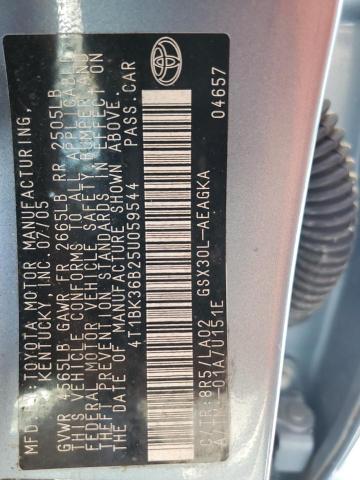 MFD. BY: TOYOTA MOTOR MANUFACTURING,
KENTUCKY, INC. 07/05
GVWR 4565LB GAWR FR 2665LB RR 2505LB
THIS VEHICLE CONFORMS TO ALL APPLICABLE
FEDERAL MOTOR VEHICLE SAFETY, BUMPER, AND
THEFT PREVENTION STANDARDS IN EFFECT ON
THE DATE OF MANUFACTURE SHOWN ABOVE.
4T1BK36B25U059544 PASS. CAR
C/TR: 8R5/LA02 GSX30L-AEAGKA
01A/U151E 04657